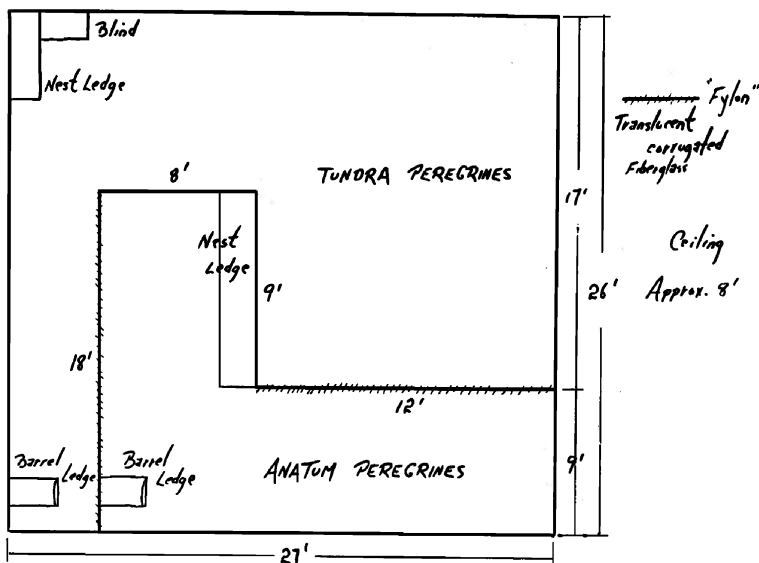 Blind
Nest Ledge
"Fylon"
Translucent
corrugated
Fiberglass
8'
TUNDRA PEREGRINES
17'
Nest
Ledge
Ceiling
9'
26'
Approx. 8'
18'
12'
Barrel
Ledge
Barrel
Ledge
ANATUM PEREGRINES
9'
27'